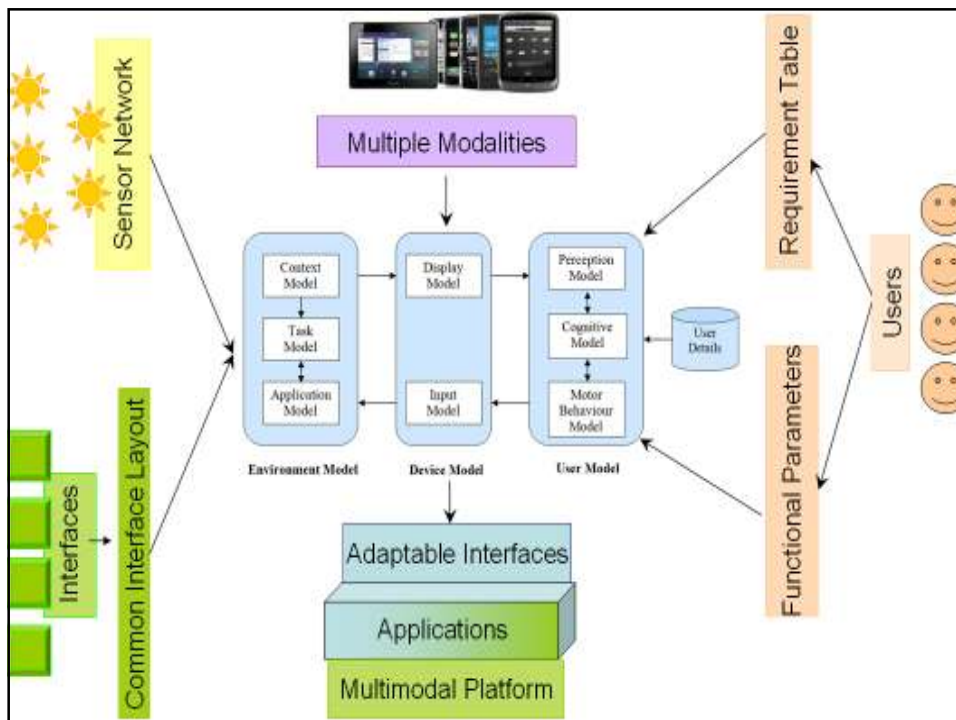 Multiple Modalities
Sensor Network
Requirement Table
Users
Context
Model
Task
Model
Application
Model
Environment Model
Display
Model
Input
Model
Device Model
Perception
Model
Cognitive
Model
Motor
Behaviour
Model
User Model
User
Details
Interfaces
Common Interface Layout
Functional Parameters
Adaptable Interfaces
Applications
Multimodal Platform